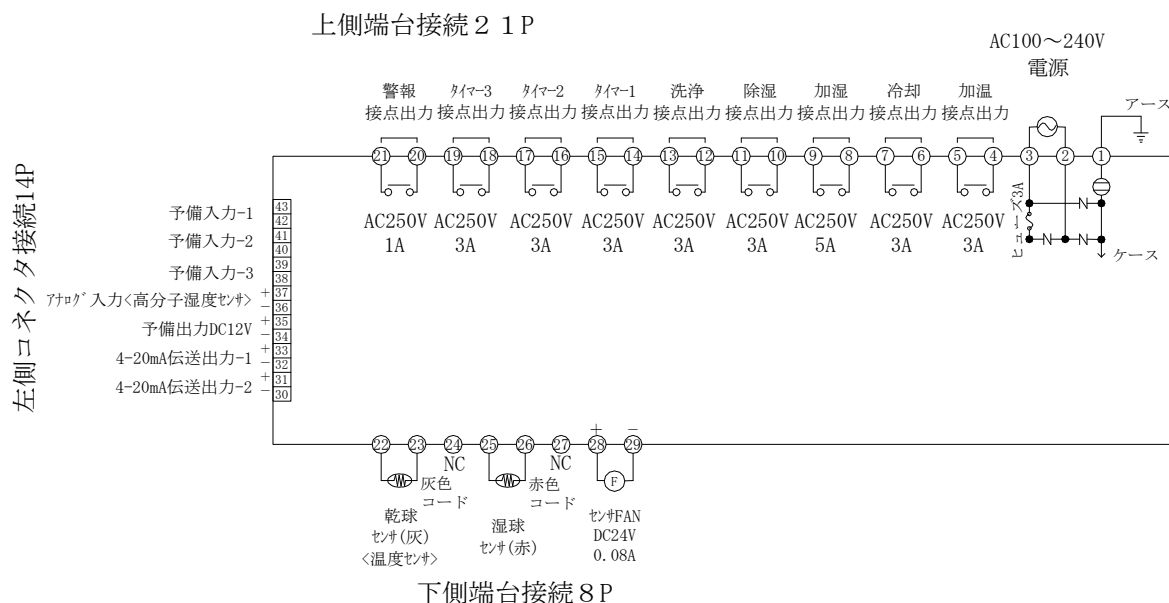 上側端台接続２１P
AC100～240V
電源
アース
警報
接点出力
ﾀｲﾏｰ3
接点出力
ﾀｲﾏｰ2
接点出力
ﾀｲﾏｰ1
接点出力
洗浄
接点出力
除湿
接点出力
加湿
接点出力
冷却
接点出力
加温
接点出力
21 20 19 18 17 16 15 14 13 12 11 10 9 8 7 6 5 4 3 2 1
AC250V
1A
AC250V
3A
AC250V
3A
AC250V
3A
AC250V
3A
AC250V
3A
AC250V
5A
AC250V
3A
AC250V
3A
ヒューズ3A
N
N N
ケース
左側コネクタ接続14P
予備入力-1
43
42
予備入力-2
41
40
予備入力-3
39
38
ｱﾅﾛｸﾞ入力<高分子湿度ｾﾝｻ>
+ 37
- 36
予備出力DC12V
+ 35
- 34
4-20mA伝送出力-1
+ 33
- 32
4-20mA伝送出力-2
+ 31
- 30
+ -
22 23 24 25 26 27 28 29
NC
NC
灰色
コード
赤色
コード
F
乾球
ｾﾝｻ(灰)
<温度ｾﾝｻ>
湿球
ｾﾝｻ(赤)
ｾﾝｻFAN
DC24V
0.08A
下側端台接続８P